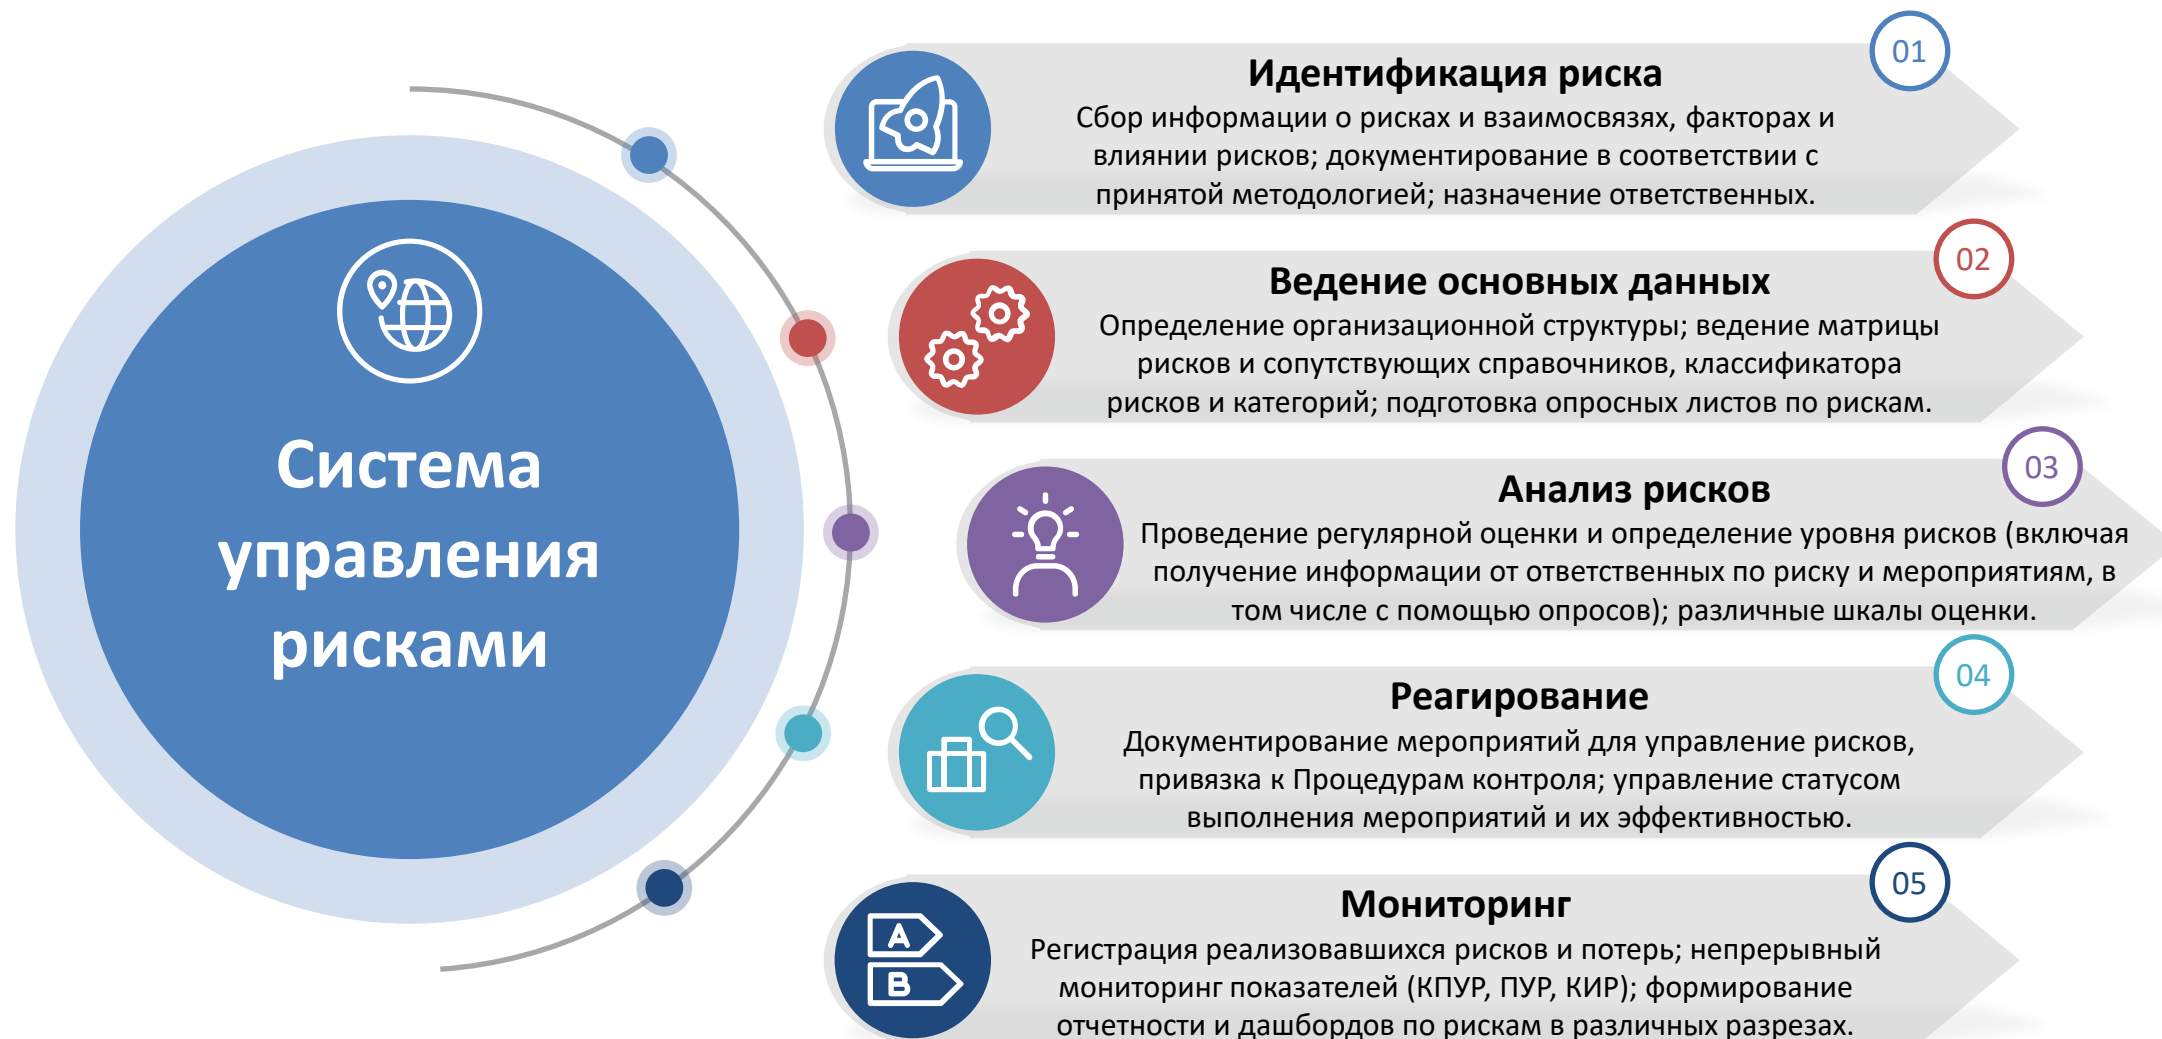 Система
управления
рисками
01
Идентификация риска
Сбор информации о рисках и взаимосвязях, факторах и
влиянии рисков; документирование в соответствии с
принятой методологией; назначение ответственных.
02
Ведение основных данных
Определение организационной структуры; ведение матрицы
рисков и сопутствующих справочников, классификатора
рисков и категорий; подготовка опросных листов по рискам.
03
Анализ рисков
Проведение регулярной оценки и определение уровня рисков (включая
получение информации от ответственных по риску и мероприятиям, в
том числе с помощью опросов); различные шкалы оценки.
04
Реагирование
Документирование мероприятий для управление рисков,
привязка к Процедурам контроля; управление статусом
выполнения мероприятий и их эффективностью.
05
Мониторинг
A
B
Регистрация реализовавшихся рисков и потерь; непрерывный
мониторинг показателей (КПУР, ПУР, КИР); формирование
отчетности и дашбордов по рискам в различных разрезах.